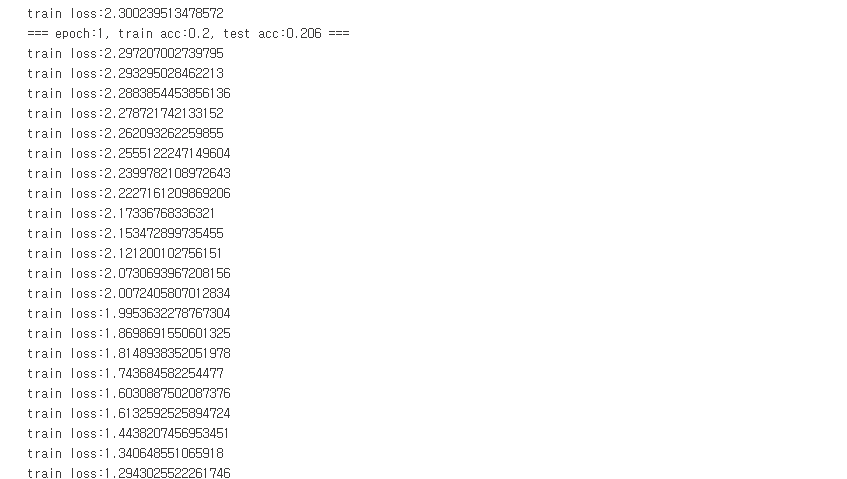 train loss:2.300239513478572
=== epoch:1, train acc:0.2, test acc:0.206 ===
train loss:2.297207002739795
train loss:2.293295028462213
train loss:2.2883854453856136
train loss:2.278721742133152
train loss:2.262093262259855
train loss:2.2555122247149604
train loss:2.2399782108972643
train loss:2.2227161209869206
train loss:2.17336768336321
train loss:2.153472899735455
train loss:2.121200102756151
train loss:2.0730693967208156
train loss:2.0072405807012834
train loss:1.9953632278767304
train loss:1.8698691550601325
train loss:1.8148938352051978
train loss:1.743684582254477
train loss:1.6030887502087376
train loss:1.6132592525894724
train loss:1.4438207456953451
train loss:1.340648551065918
train loss:1.2943025522261746